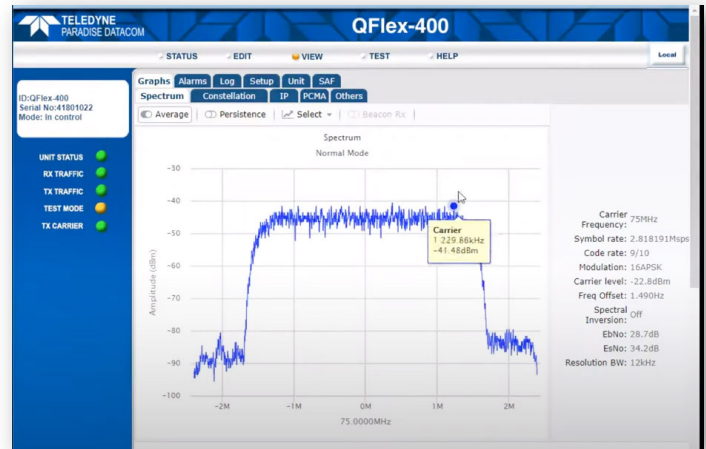 TELEDYNE
PARADISE DATACOM
QFlex-400
STATUS EDIT VIEW TEST HELP
Local
Graphs Alarms Log Setup Unit SAF
Spectrum Constellation IP PCMA Others
Average Persistence Select Beacon Rx
ID:QFlex-400
Serial No:41801022
Mode: In control
UNIT STATUS
RX TRAFFIC
TX TRAFFIC
TEST MODE
TX CARRIER
Spectrum
Normal Mode
Amplitude (dBm)
-30
-40
-50
-60
-70
-80
-90
-100
-2M -1M 0M 1M 2M
75.0000MHz
Carrier
1 229.88kHz
-41.48dBm
Carrier Frequency: 75MHz
Symbol rate: 2.818191Msps
Code rate: 9/10
Modulation: 16APSK
Carrier level: -22.8dBm
Freq Offset: 1.490Hz
Spectral Inversion: Off
EbNo: 28.7dB
EsNo: 34.2dB
Resolution BW: 12kHz